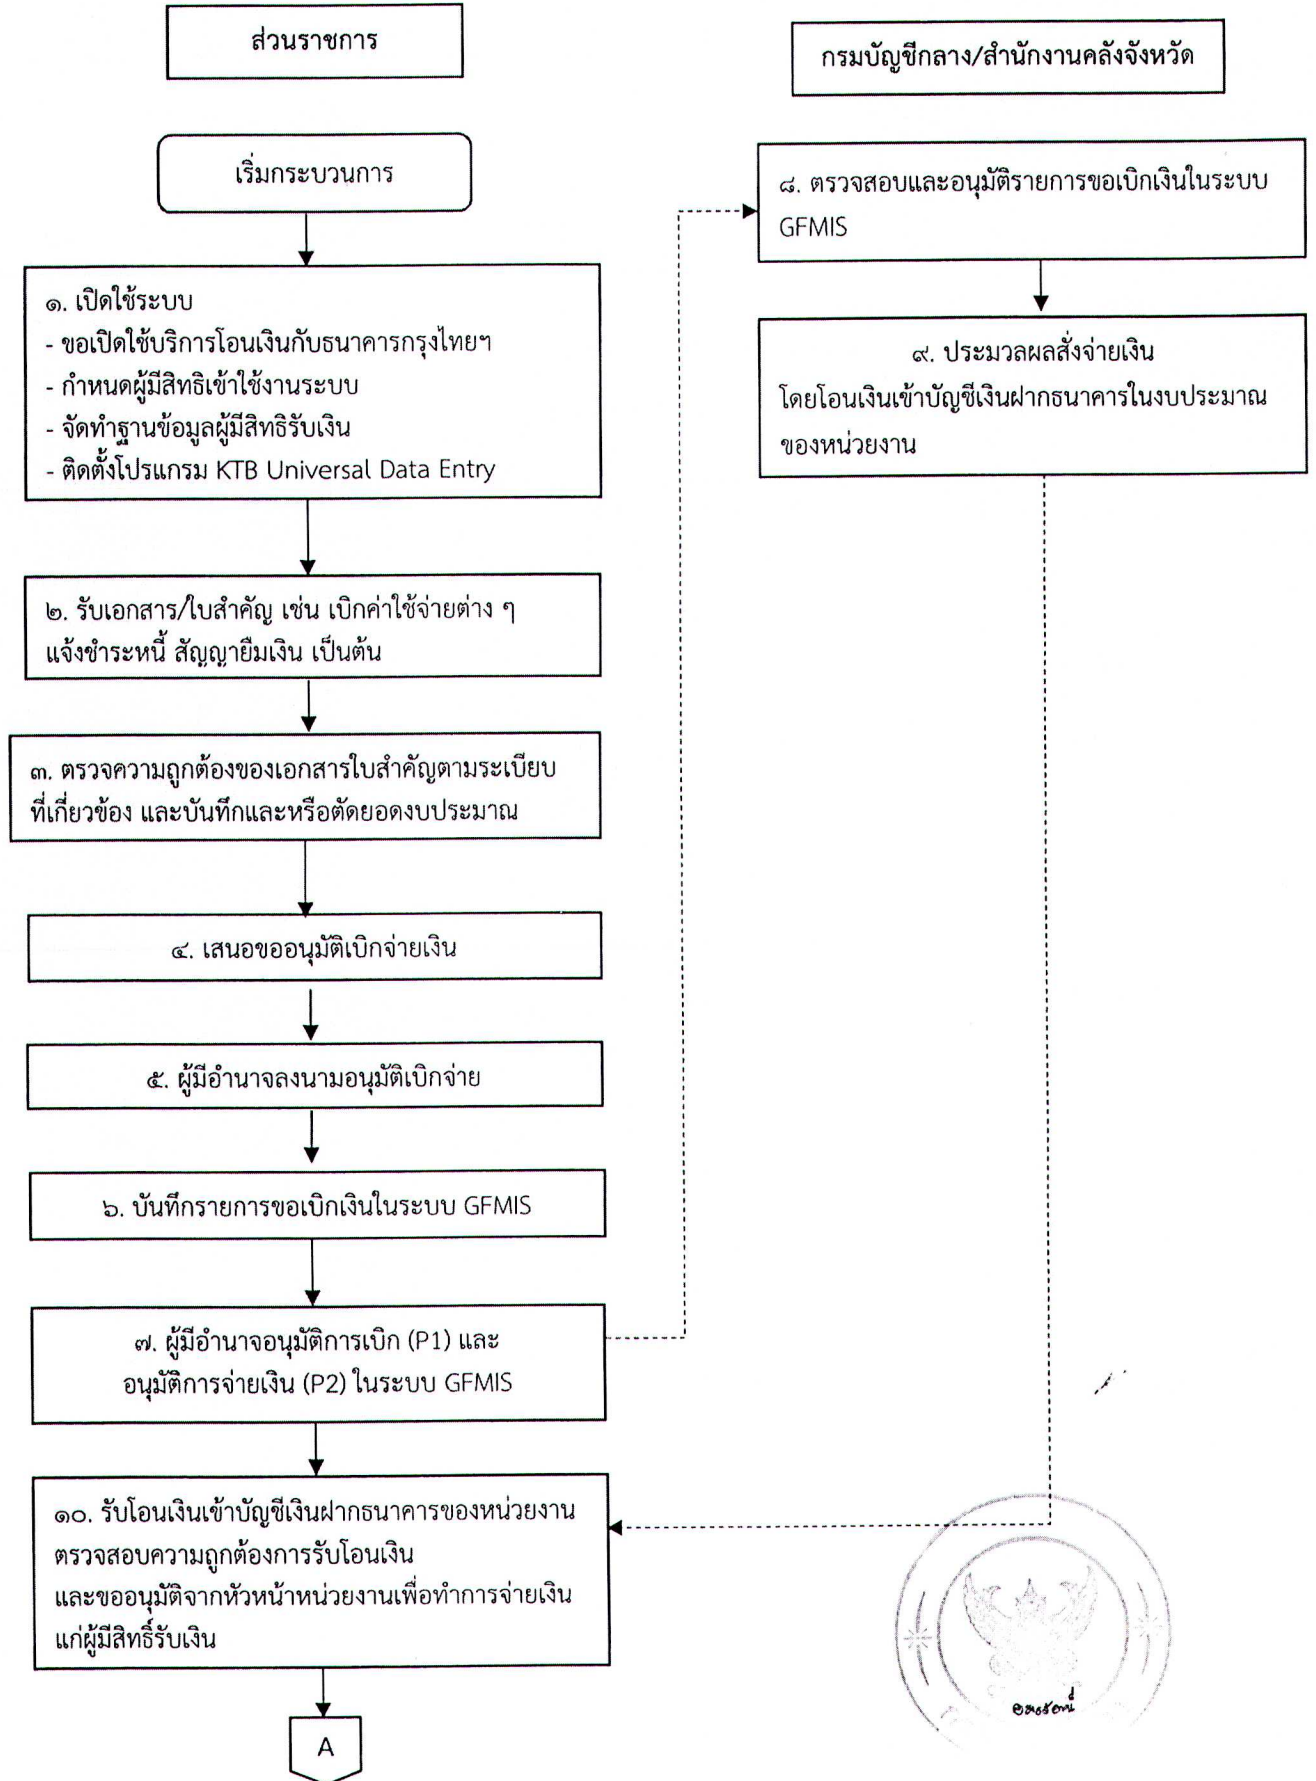 ส่วนราชการ
กรมบัญชีกลาง/สำนักงานคลังจังหวัด
เริ่มกระบวนการ
๑. เปิดใช้ระบบ
- ขอเปิดใช้บริการโอนเงินกับธนาคารกรุงไทยฯ
- กำหนดผู้มีสิทธิเข้าใช้งานระบบ
- จัดทำฐานข้อมูลผู้มีสิทธิรับเงิน
- ติดตั้งโปรแกรม KTB Universal Data Entry
๒. รับเอกสาร/ใบสำคัญ เช่น เบิกค่าใช้จ่ายต่าง ๆ
แจ้งชำระหนี้ สัญญายืมเงิน เป็นต้น
๓. ตรวจความถูกต้องของเอกสารใบสำคัญตามระเบียบ
ที่เกี่ยวข้อง และบันทึกและหรือตัดยอดงบประมาณ
๔. เสนอขออนุมัติเบิกจ่ายเงิน
๕. ผู้มีอำนาจลงนามอนุมัติเบิกจ่าย
๖. บันทึกรายการขอเบิกเงินในระบบ GFMIS
๗. ผู้มีอำนาจอนุมัติการเบิก (P1) และ
อนุมัติการจ่ายเงิน (P2) ในระบบ GFMIS
๘. ตรวจสอบและอนุมัติรายการขอเบิกเงินในระบบ
GFMIS
๙. ประมวลผลสั่งจ่ายเงิน
โดยโอนเงินเข้าบัญชีเงินฝากธนาคารในงบประมาณ
ของหน่วยงาน
๑๐. รับโอนเงินเข้าบัญชีเงินฝากธนาคารของหน่วยงาน
ตรวจสอบความถูกต้องการรับโอนเงิน
และขออนุมัติจากหัวหน้าหน่วยงานเพื่อทำการจ่ายเงิน
แก่ผู้มีสิทธิ์รับเงิน
A